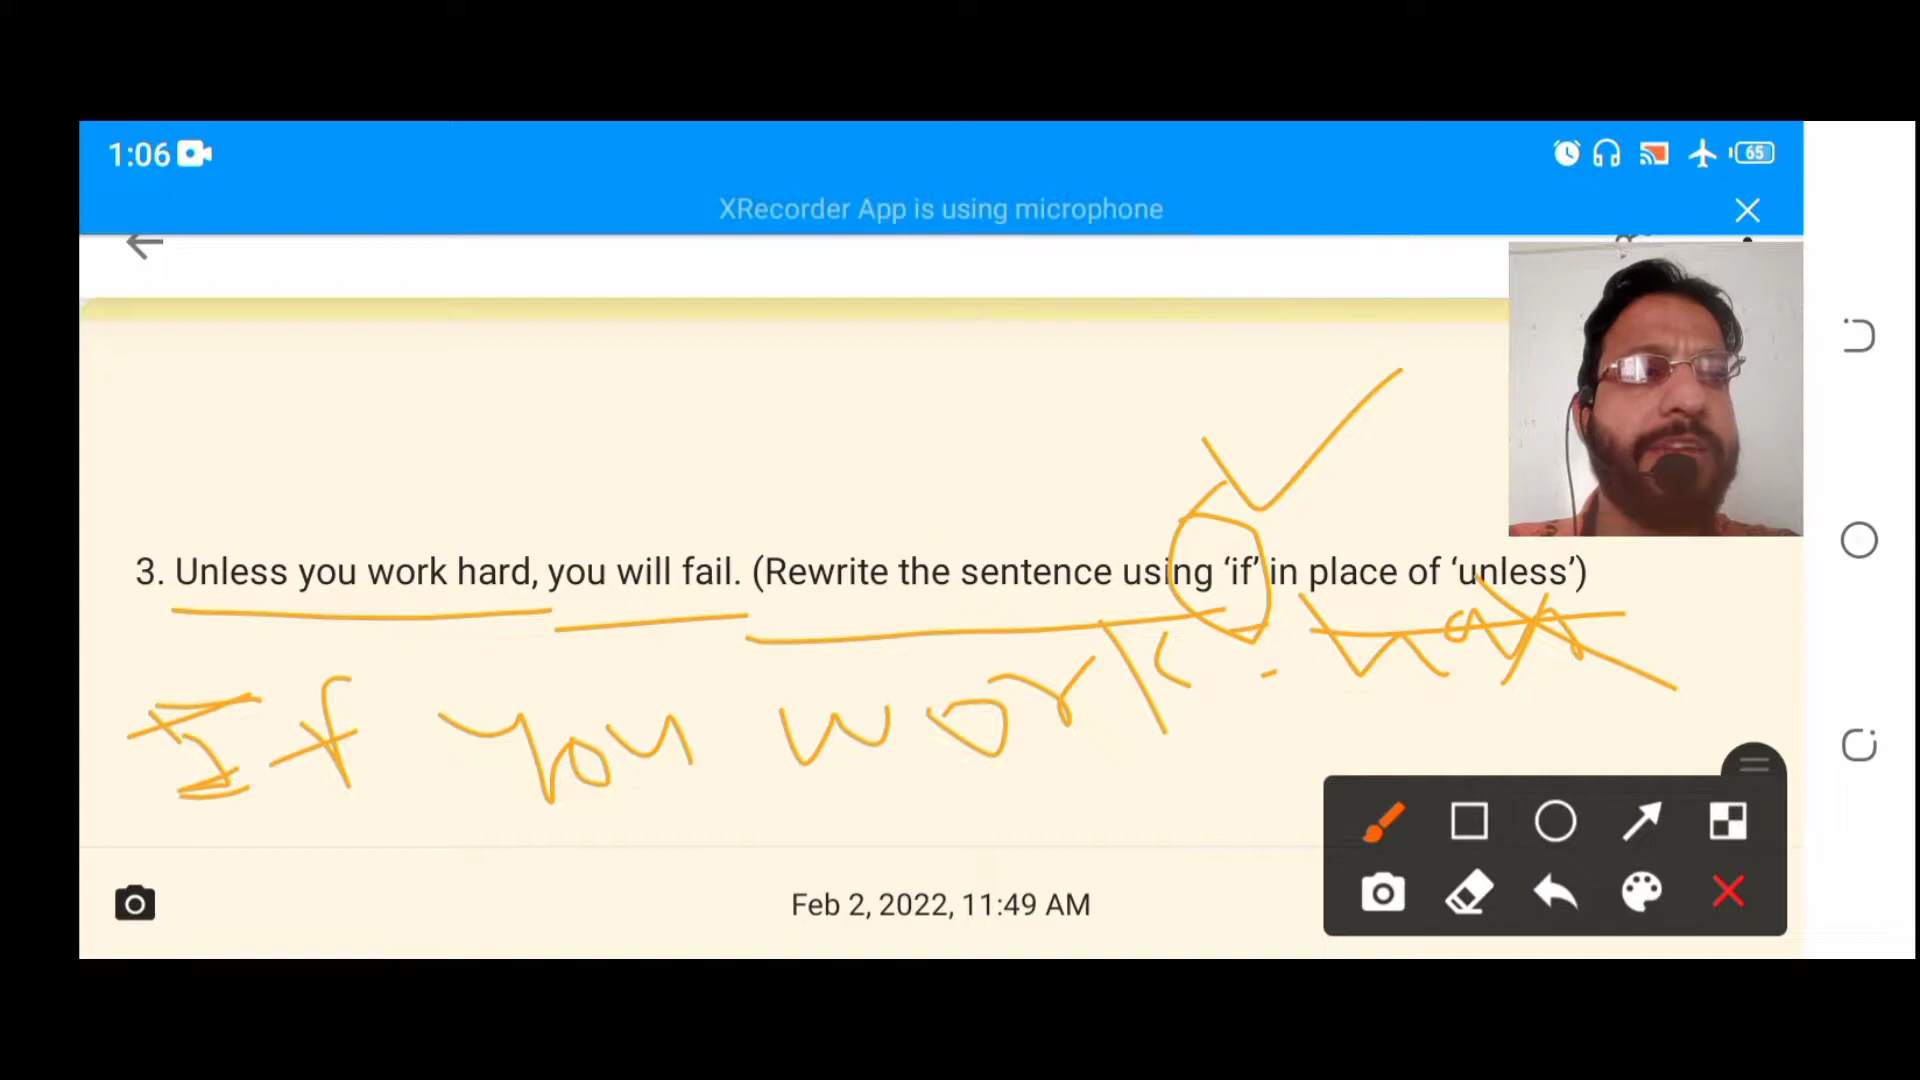 1:06
65
XRecorder App is using microphone
3. Unless you work hard, you will fail. (Rewrite the sentence using ‘if’ in place of ‘unless’)
If you work
Feb 2, 2022, 11:49 AM